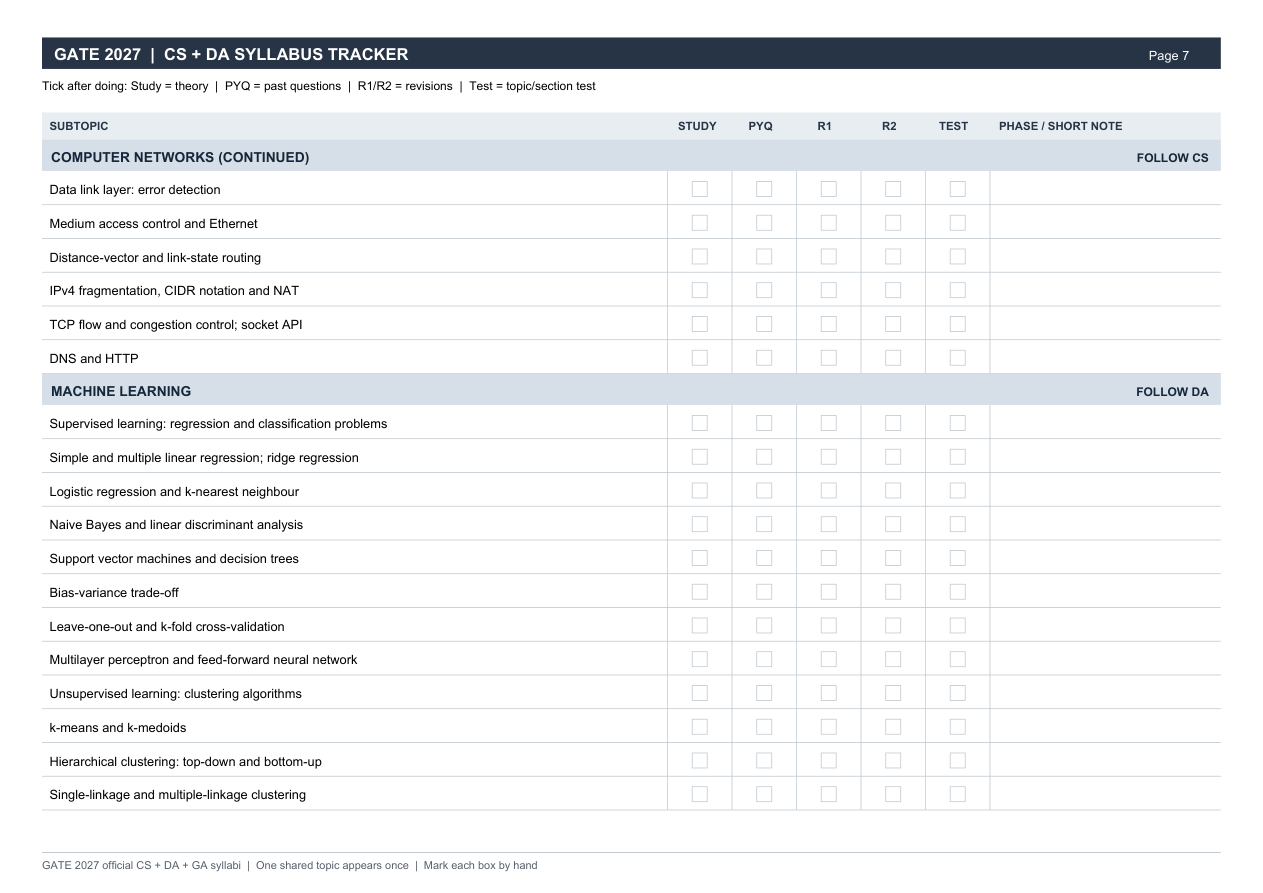 GATE 2027 | CS + DA SYLLABUS TRACKER Page 7
Tick after doing: Study = theory | PYQ = past questions | R1/R2 = revisions | Test = topic/section test
SUBTOPIC STUDY PYQ R1 R2 TEST PHASE / SHORT NOTE
COMPUTER NETWORKS (CONTINUED) FOLLOW CS
Data link layer: error detection
Medium access control and Ethernet
Distance-vector and link-state routing
IPv4 fragmentation, CIDR notation and NAT
TCP flow and congestion control; socket API
DNS and HTTP
MACHINE LEARNING FOLLOW DA
Supervised learning: regression and classification problems
Simple and multiple linear regression; ridge regression
Logistic regression and k-nearest neighbour
Naive Bayes and linear discriminant analysis
Support vector machines and decision trees
Bias-variance trade-off
Leave-one-out and k-fold cross-validation
Multilayer perceptron and feed-forward neural network
Unsupervised learning: clustering algorithms
k-means and k-medoids
Hierarchical clustering: top-down and bottom-up
Single-linkage and multiple-linkage clustering
GATE 2027 official CS + DA + GA syllabi | One shared topic appears once | Mark each box by hand